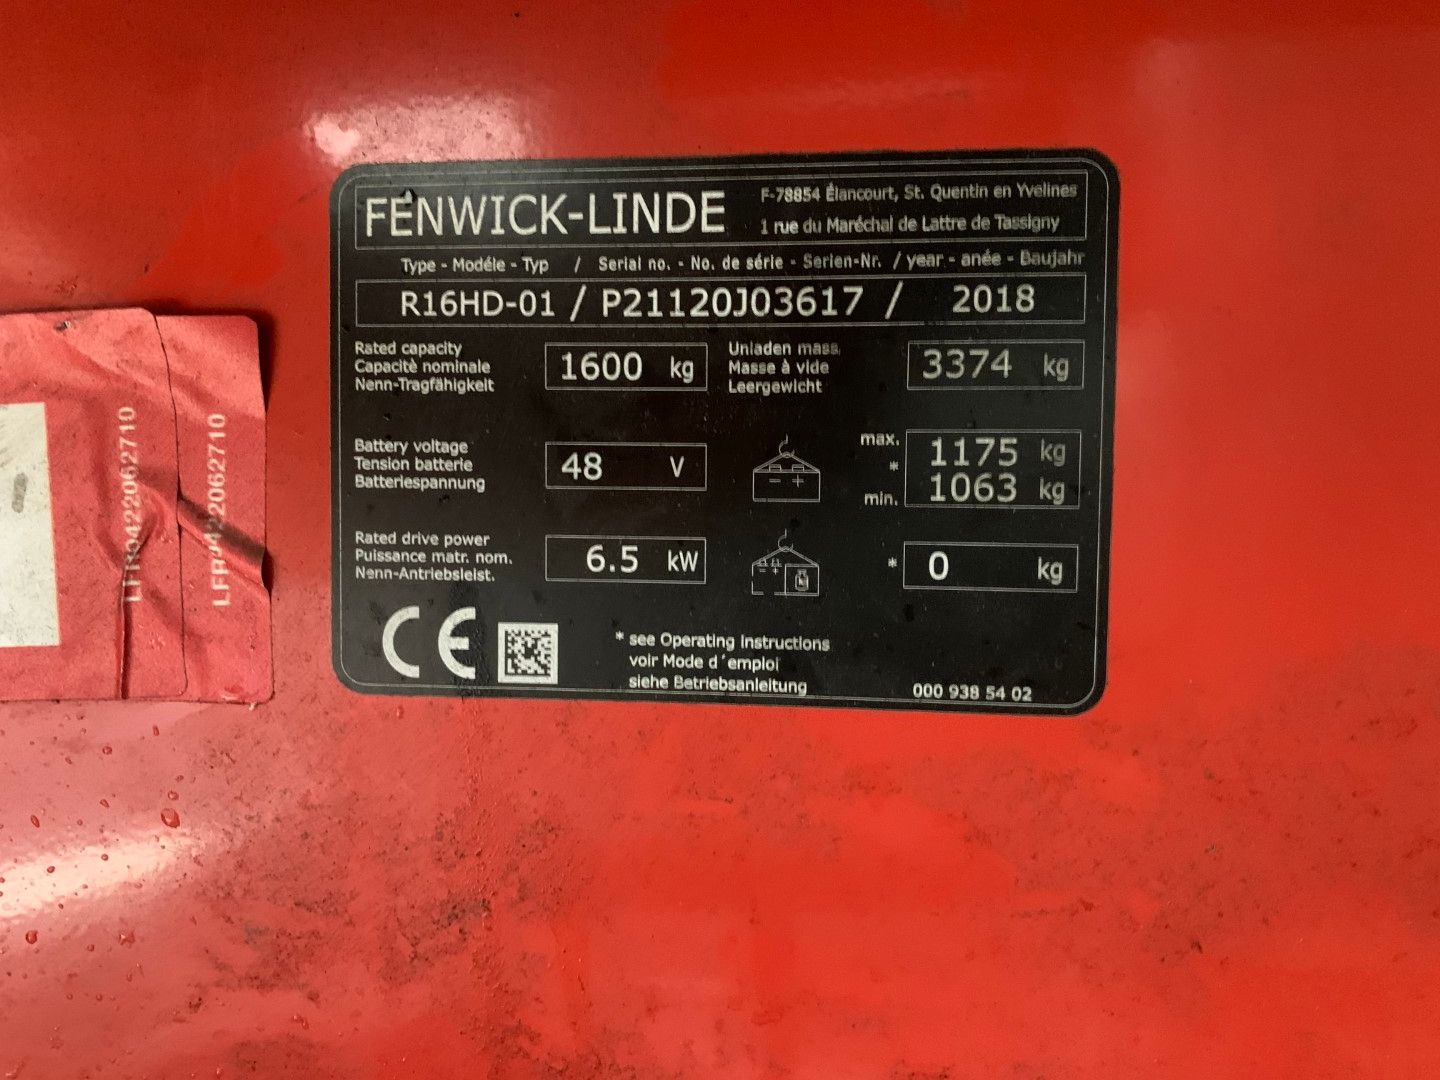 FENWICK-LINDE
F-78854 Élancourt, St. Quentin en Yvelines
1 rue du Maréchal de Lattre de Tassigny
Type - Modéle - Typ / Serial no. - No. de série - Serien-Nr. / year - anée - Baujahr
R16HD-01 / P21120J03617 / 2018
Rated capacity
Capacité nominale
Nenn-Tragfähigkeit
1600 kg
Unladen mass
Masse à vide
Leergewicht
3374 kg
Battery voltage
Tension batterie
Batteriespannung
48 V
max. 1175 kg
*
min. 1063 kg
Rated drive power
Puissance matr. nom.
Nenn-Antriebsleist.
6.5 kW
* 0 kg
CE
* see Operating Instructions
voir Mode d´emploi
siehe Betriebsanleitung
000 938 54 02
LFR0422062710
LFR0422062710